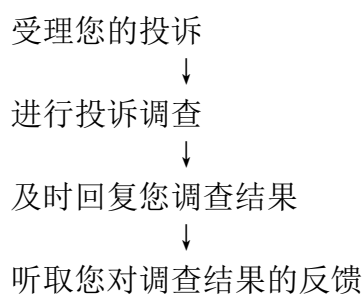 受理您的投诉
↓
进行投诉调查
↓
及时回复您调查结果
↓
听取您对调查结果的反馈